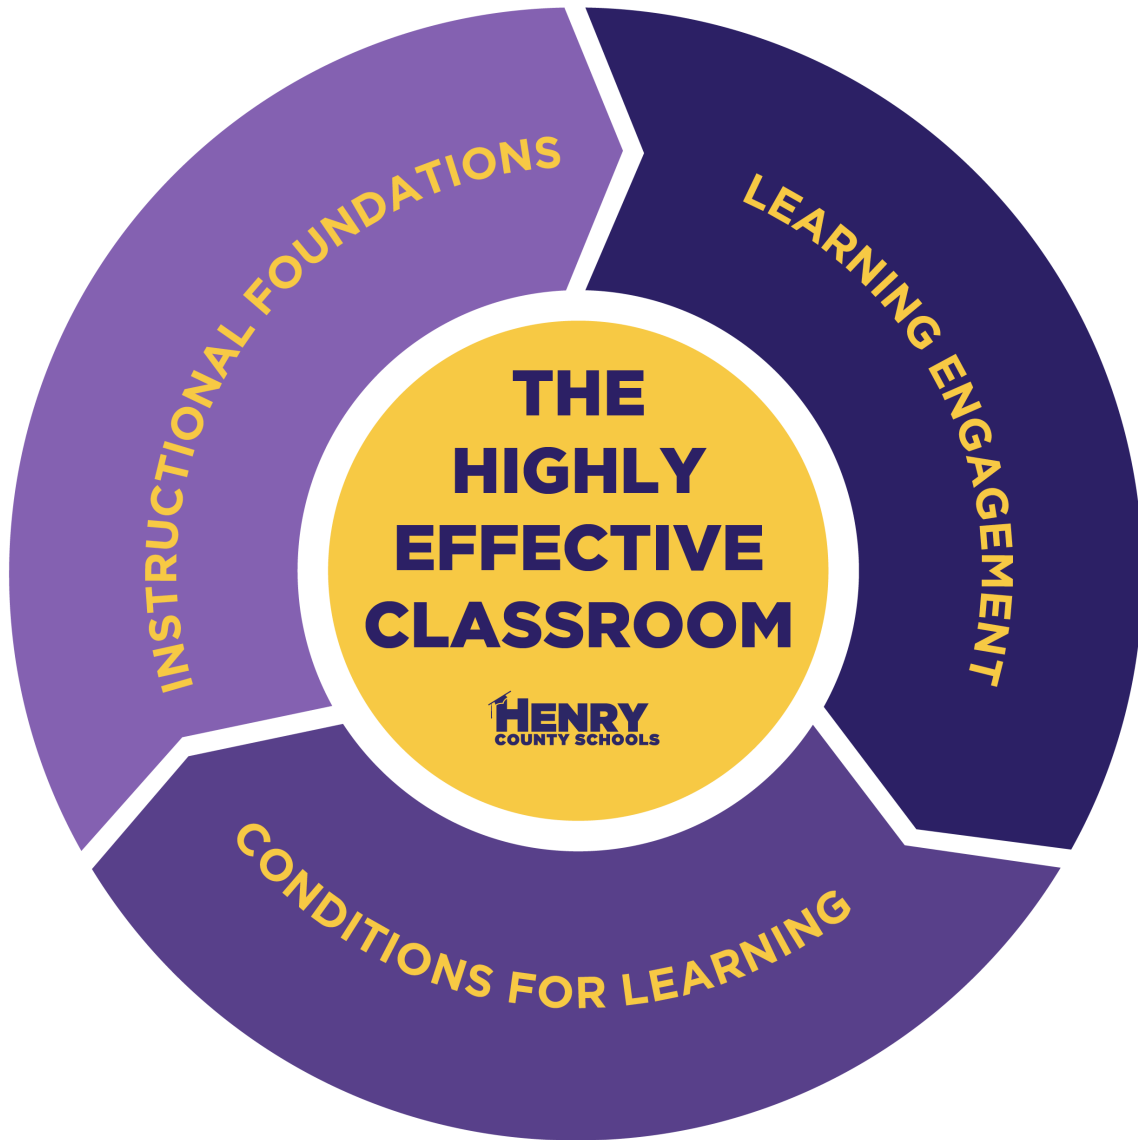 INSTRUCTIONAL FOUNDATIONS
LEARNING ENGAGEMENT
THE
HIGHLY
EFFECTIVE
CLASSROOM
HENRY
COUNTY SCHOOLS
CONDITIONS FOR LEARNING